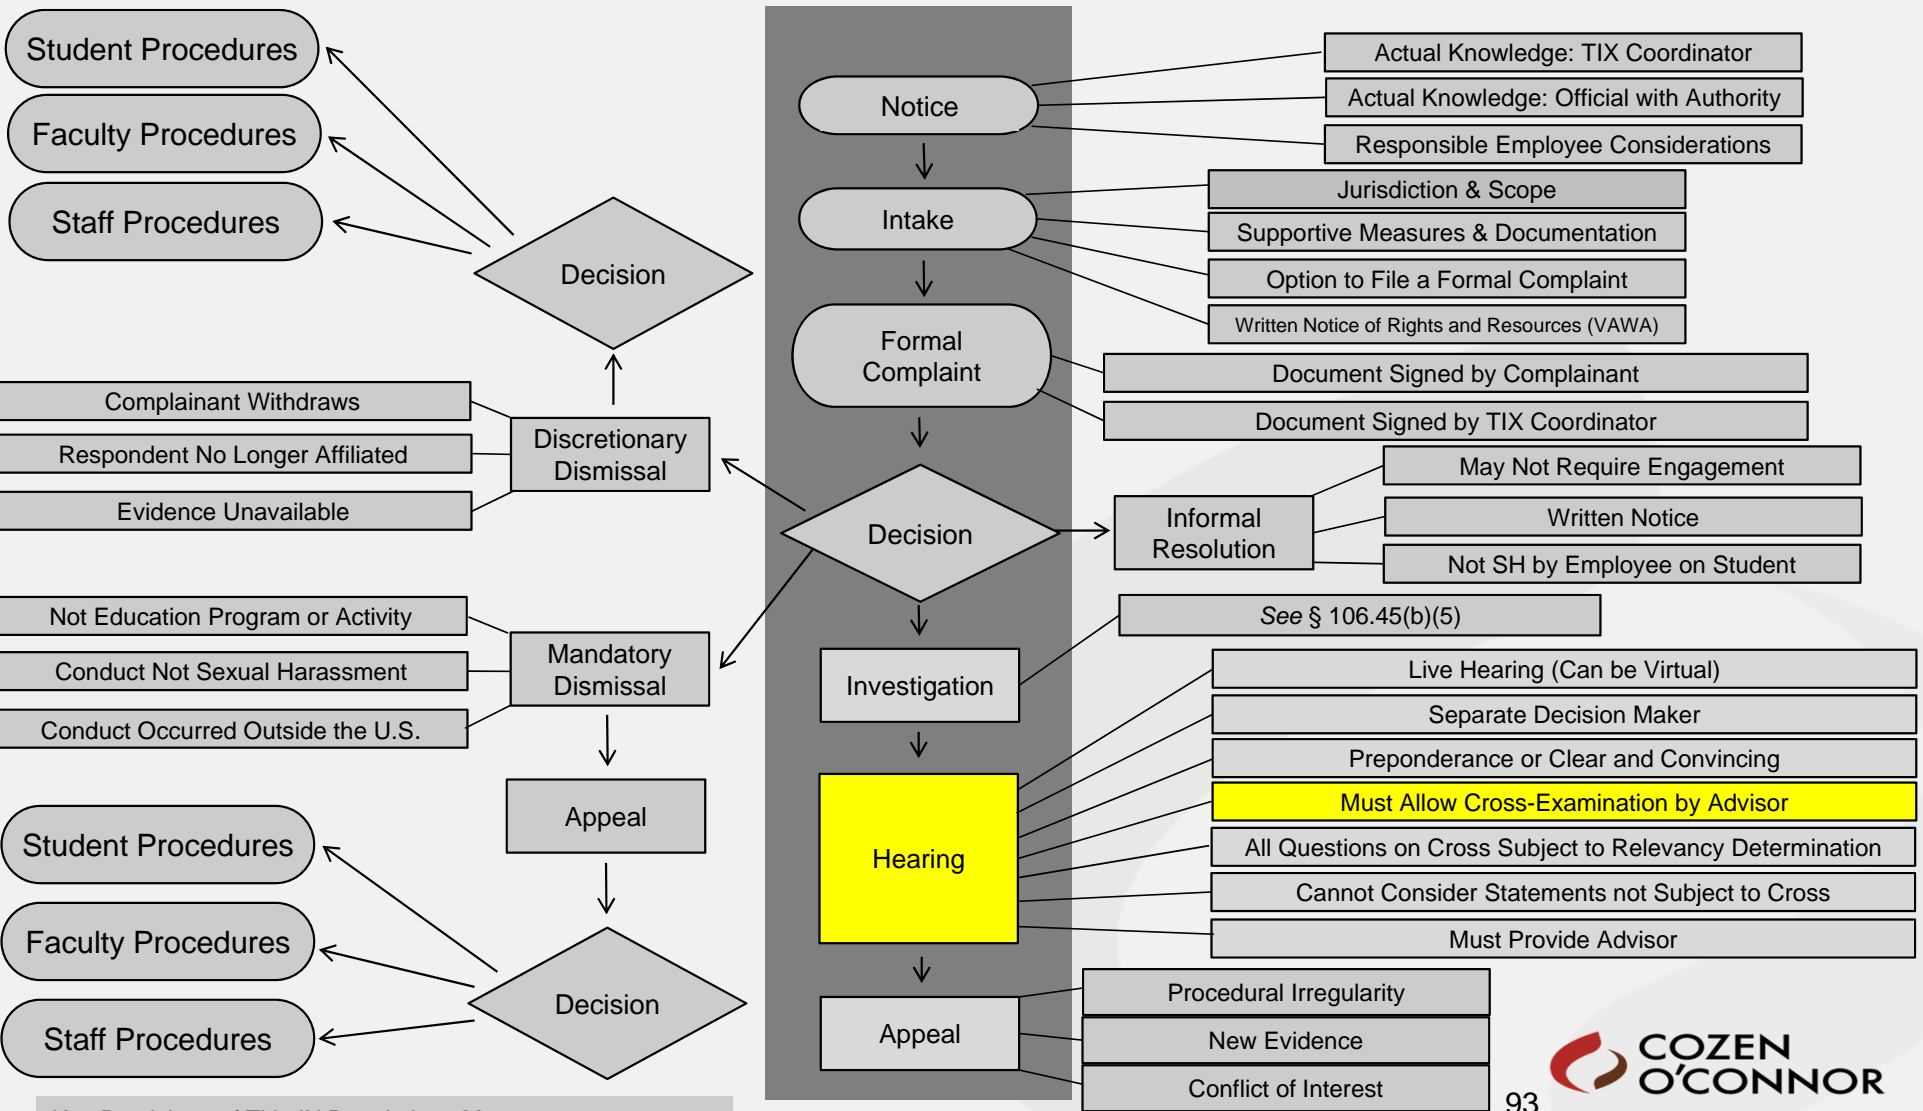 Student Procedures
Faculty Procedures
Staff Procedures
Decision
Complainant Withdraws
Respondent No Longer Affiliated
Evidence Unavailable
Discretionary
Dismissal
Not Education Program or Activity
Conduct Not Sexual Harassment
Conduct Occurred Outside the U.S.
Mandatory
Dismissal
Appeal
Student Procedures
Faculty Procedures
Staff Procedures
Decision
Notice
Actual Knowledge: TIX Coordinator
Actual Knowledge: Official with Authority
Responsible Employee Considerations
Intake
Jurisdiction & Scope
Supportive Measures & Documentation
Option to File a Formal Complaint
Written Notice of Rights and Resources (VAWA)
Formal
Complaint
Document Signed by Complainant
Document Signed by TIX Coordinator
Decision
Informal
Resolution
May Not Require Engagement
Written Notice
Not SH by Employee on Student
Investigation
See § 106.45(b)(5)
Hearing
Live Hearing (Can be Virtual)
Separate Decision Maker
Preponderance or Clear and Convincing
Must Allow Cross-Examination by Advisor
All Questions on Cross Subject to Relevancy Determination
Cannot Consider Statements not Subject to Cross
Must Provide Advisor
Appeal
Procedural Irregularity
New Evidence
Conflict of Interest
COZEN
O'CONNOR
93